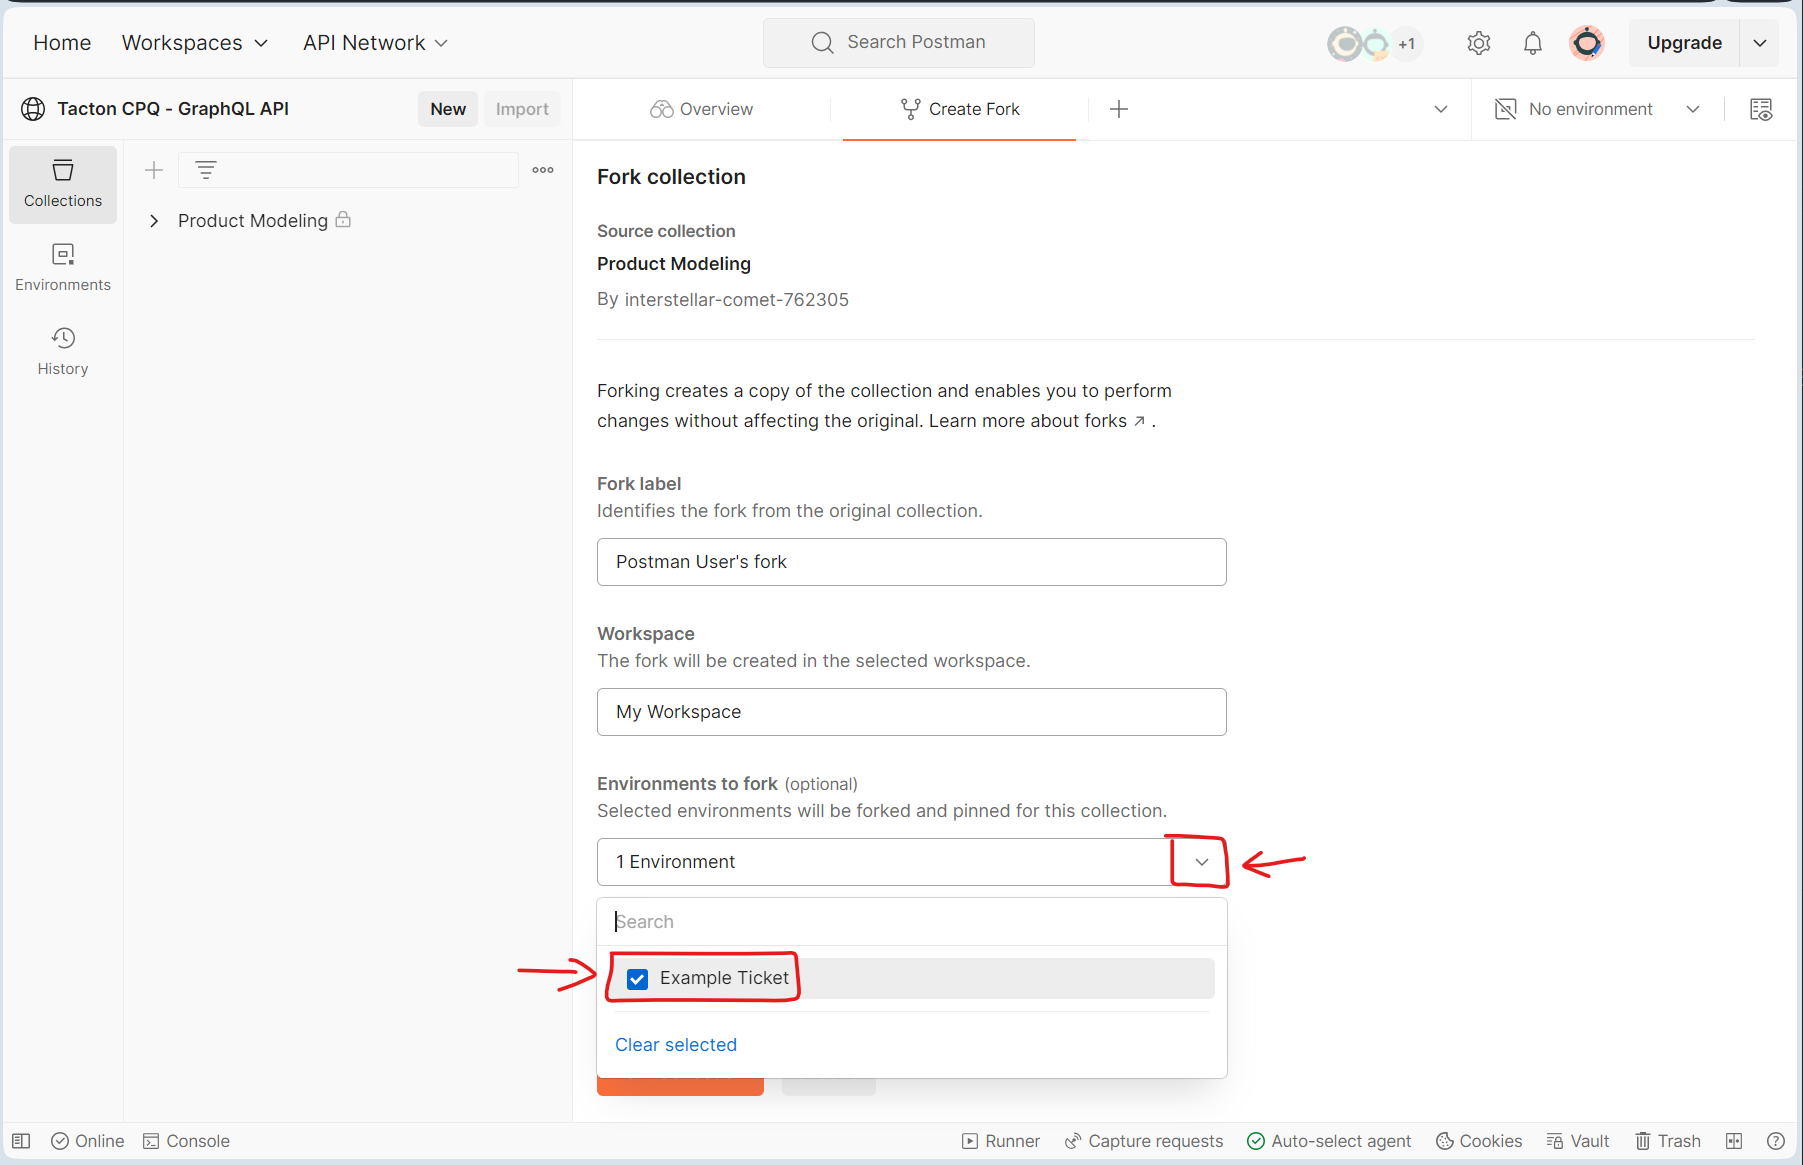 Home Workspaces API Network Search Postman +1 Upgrade
Tacton CPQ - GraphQL API New Import Overview Create Fork No environment
Collections
Environments
History
Product Modeling
Fork collection
Source collection
Product Modeling
By interstellar-comet-762305
Forking creates a copy of the collection and enables you to perform
changes without affecting the original. Learn more about forks ↗ .
Fork label
Identifies the fork from the original collection.
Postman User's fork
Workspace
The fork will be created in the selected workspace.
My Workspace
Environments to fork (optional)
Selected environments will be forked and pinned for this collection.
1 Environment
Search
Example Ticket
Clear selected
Online Console Runner Capture requests Auto-select agent Cookies Vault Trash